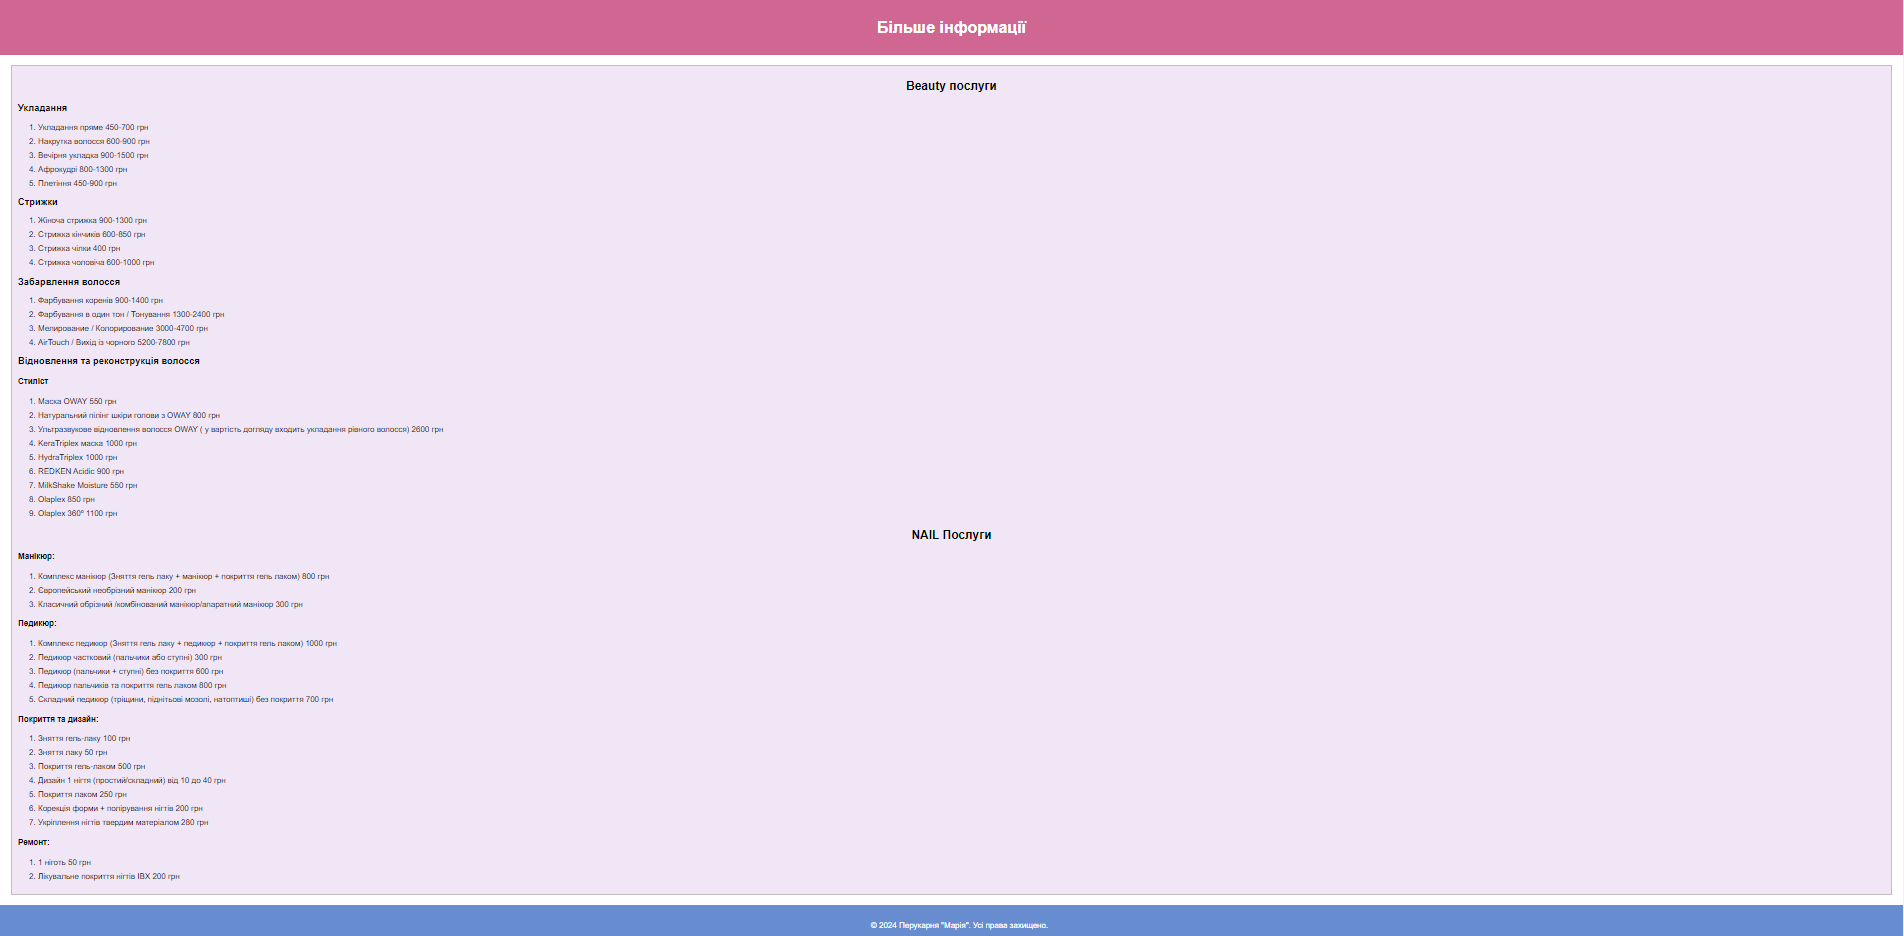 Більше інформації
Beauty послуги
Укладання
1. Укладання пряме 450-700 грн
2. Накрутка волосся 600-900 грн
3. Вечірня укладка 900-1500 грн
4. Афрокудрі 800-1300 грн
5. Плетіння 450-900 грн
Стрижки
1. Жіноча стрижка 900-1300 грн
2. Стрижка кінчиків 600-850 грн
3. Стрижка чілки 400 грн
4. Стрижка чоловіча 600-1000 грн
Забарвлення волосся
1. Фарбування коренів 900-1400 грн
2. Фарбування в один тон / Тонування 1300-2400 грн
3. Мелирование / Колорирование 3000-4700 грн
4. AirTouch / Вихід із чорного 5200-7800 грн
Відновлення та реконструкція волосся
Стиліст
1. Маска OWAY 550 грн
2. Натуральний пілінг шкіри голови з OWAY 800 грн
3. Ультразвукове відновлення волосся OWAY ( у вартість догляду входить укладання рівного волосся) 2600 грн
4. KeraTriplex маска 1000 грн
5. HydraTriplex 1000 грн
6. REDKEN Acidic 900 грн
7. MilkShake Moisture 550 грн
8. Olaplex 850 грн
9. Olaplex 360º 1100 грн
NAIL Послуги
Манікюр:
1. Комплекс манікюр (Зняття гель лаку + манікюр + покриття гель лаком) 800 грн
2. Європейський необрізний манікюр 200 грн
3. Класичний обрізний /комбінований манікюр/апаратний манікюр 300 грн
Педикюр:
1. Комплекс педикюр (Зняття гель лаку + педикюр + покриття гель лаком) 1000 грн
2. Педикюр частковий (пальчики або ступні) 300 грн
3. Педикюр (пальчики + ступні) без покриття 600 грн
4. Педикюр пальчиків та покриття гель лаком 800 грн
5. Складний педикюр (тріщини, піднітьові мозолі, натоптиші) без покриття 700 грн
Покриття та дизайн:
1. Зняття гель-лаку 100 грн
2. Зняття лаку 50 грн
3. Покриття гель-лаком 500 грн
4. Дизайн 1 нігтя (простий/складний) від 10 до 40 грн
5. Покриття лаком 250 грн
6. Корекція форми + полірування нігтів 200 грн
7. Укріплення нігтів твердим матеріалом 280 грн
Ремонт:
1. 1 ніготь 50 грн
2. Лікувальне покриття нігтів IBX 200 грн
© 2024 Перукарня "Марія". Усі права захищено.